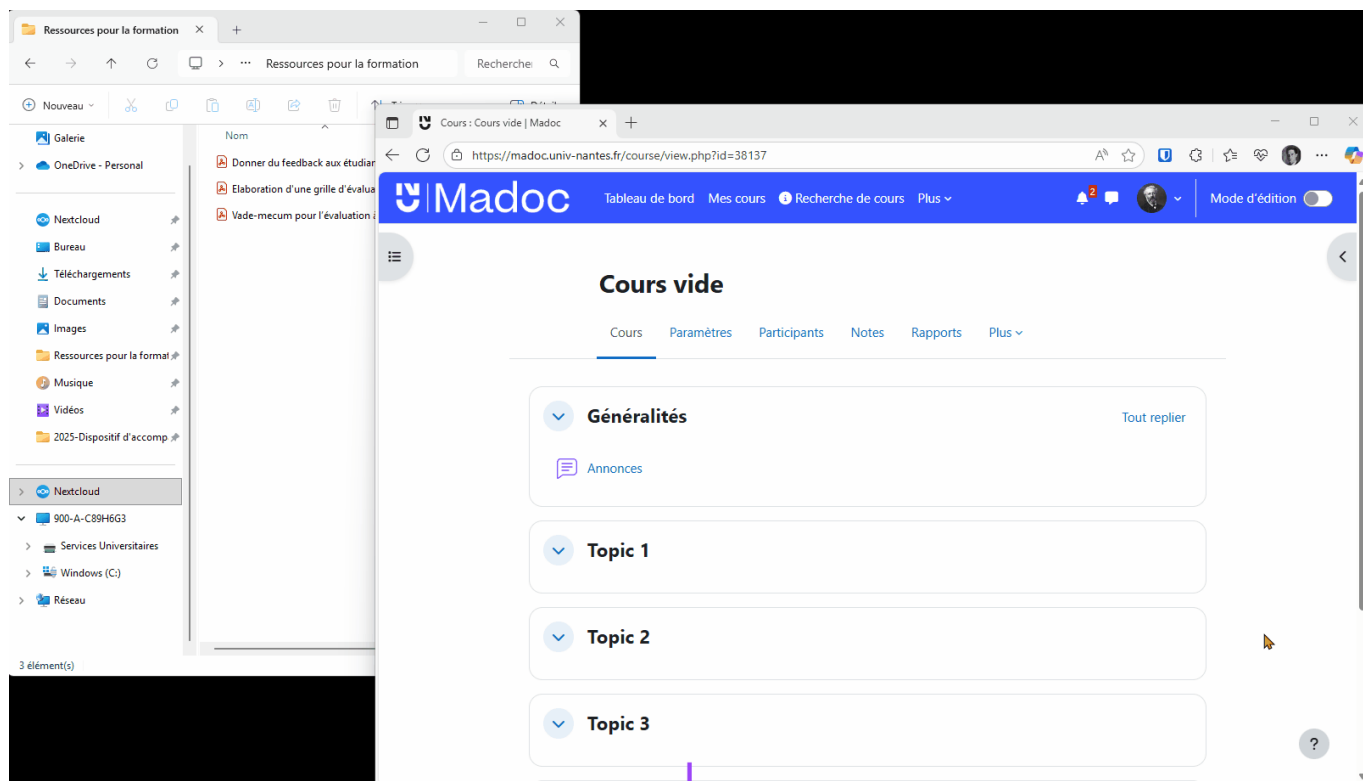 Ressources pour la formation
Ressources pour la formation
Rechercher
Nouveau
Galerie
OneDrive - Personal
Nextcloud
Bureau
Téléchargements
Documents
Images
Ressources pour la format
Musique
Vidéos
2025-Dispositif d'accomp
Nextcloud
900-A-C89H6G3
Services Universitaires
Windows (C:)
Réseau
3 élément(s)
Nom
Donner du feedback aux étudiar
Elaboration d'une grille d'évalua
Vade-mecum pour l'évaluation
Cours : Cours vide | Madoc
https://madoc.univ-nantes.fr/course/view.php?id=38137
Madoc
Tableau de bord Mes cours Recherche de cours Plus
2
Mode d'édition
Cours vide
Cours Paramètres Participants Notes Rapports Plus
Généralités
Tout replier
Annonces
Topic 1
Topic 2
Topic 3
?